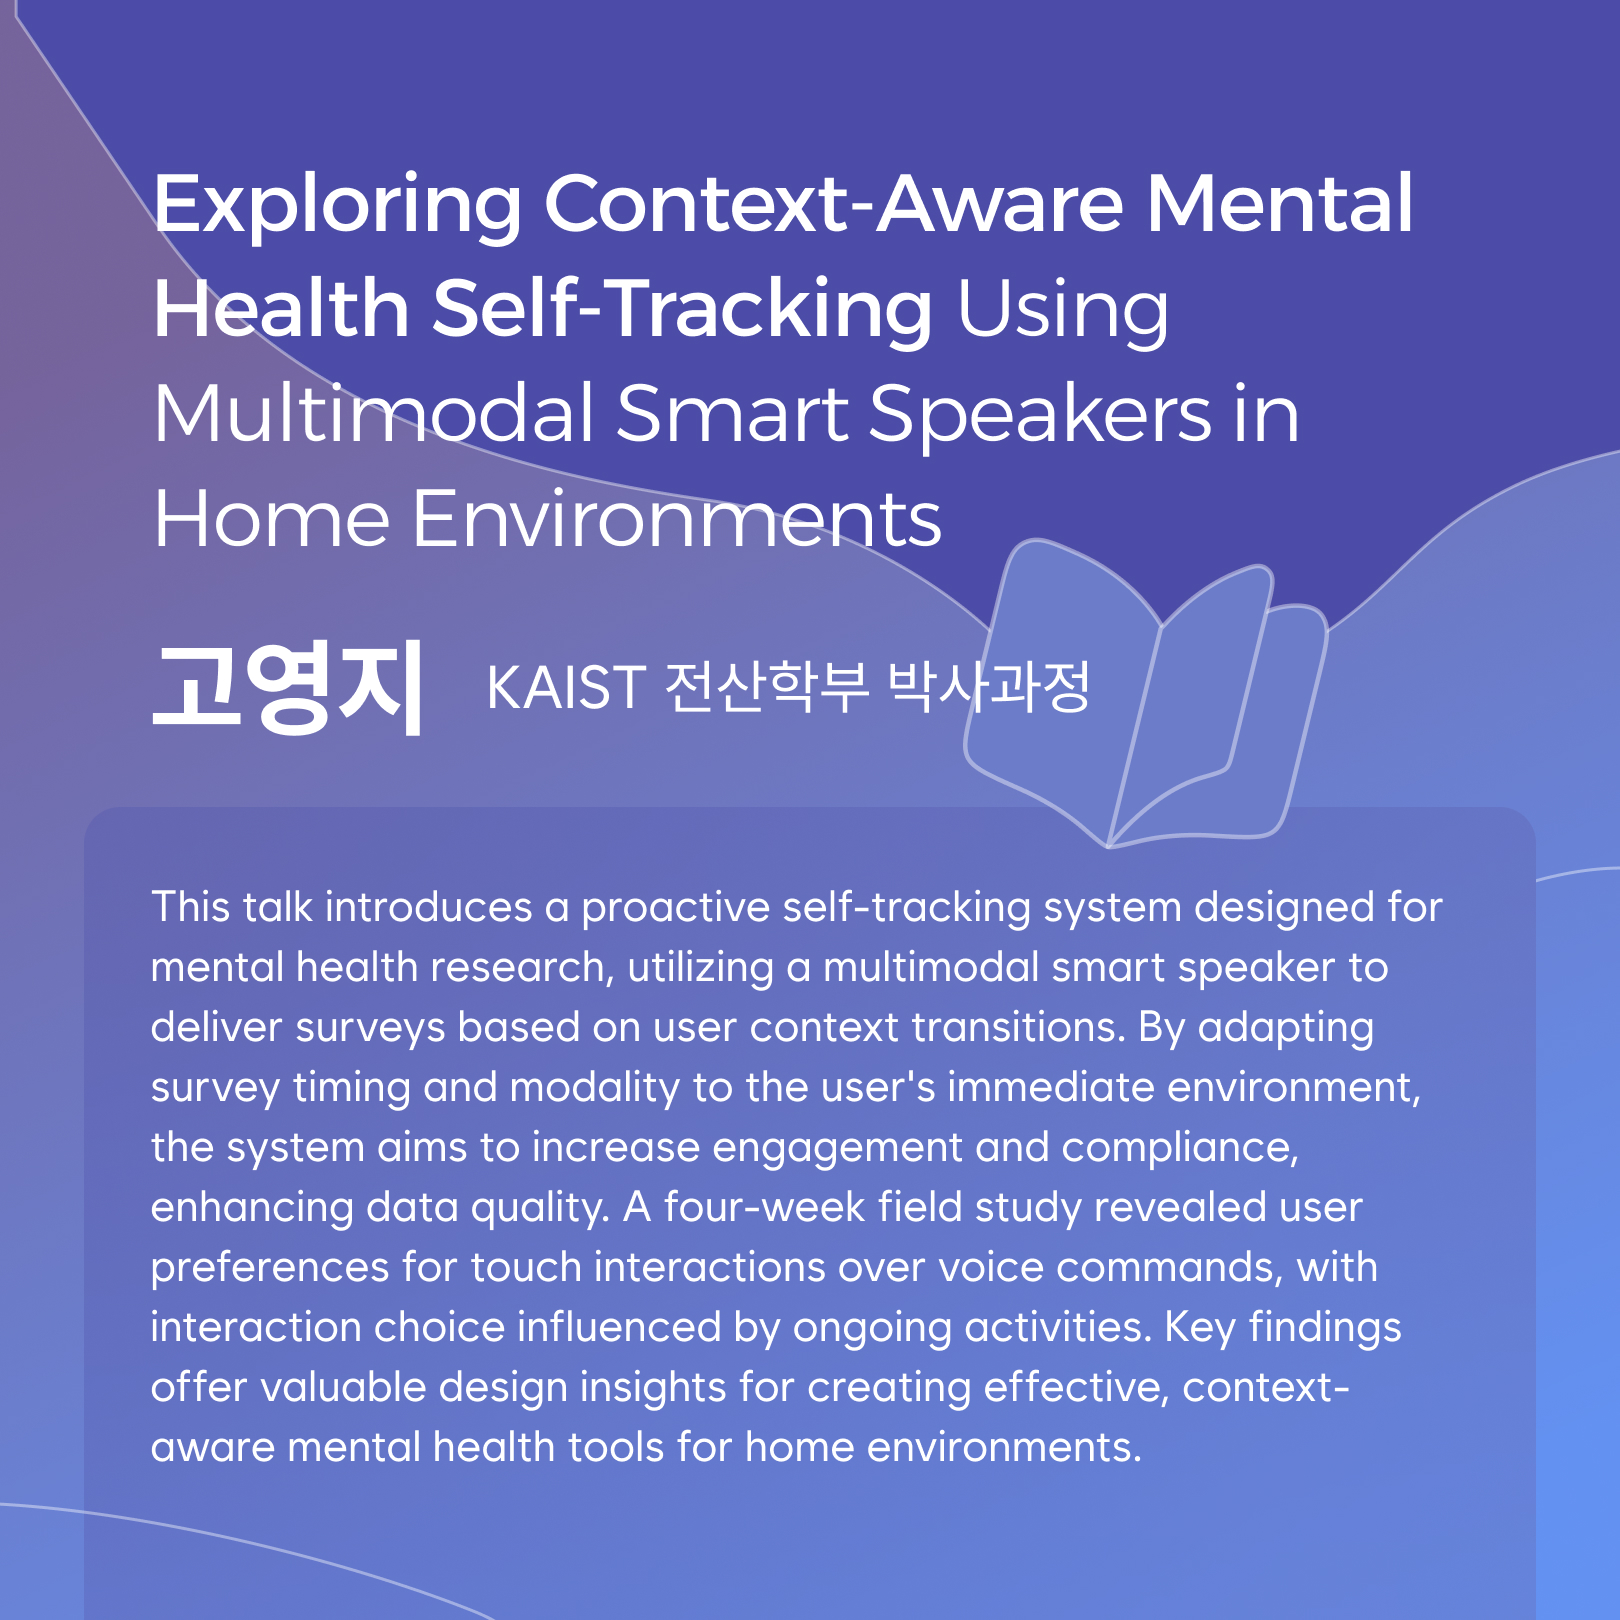 Exploring Context-Aware Mental
Health Self-Tracking Using
Multimodal Smart Speakers in
Home Environments
고영지 KAIST 전산학부 박사과정
This talk introduces a proactive self-tracking system designed for
mental health research, utilizing a multimodal smart speaker to
deliver surveys based on user context transitions. By adapting
survey timing and modality to the user's immediate environment,
the system aims to increase engagement and compliance,
enhancing data quality. A four-week field study revealed user
preferences for touch interactions over voice commands, with
interaction choice influenced by ongoing activities. Key findings
offer valuable design insights for creating effective, context-
aware mental health tools for home environments.